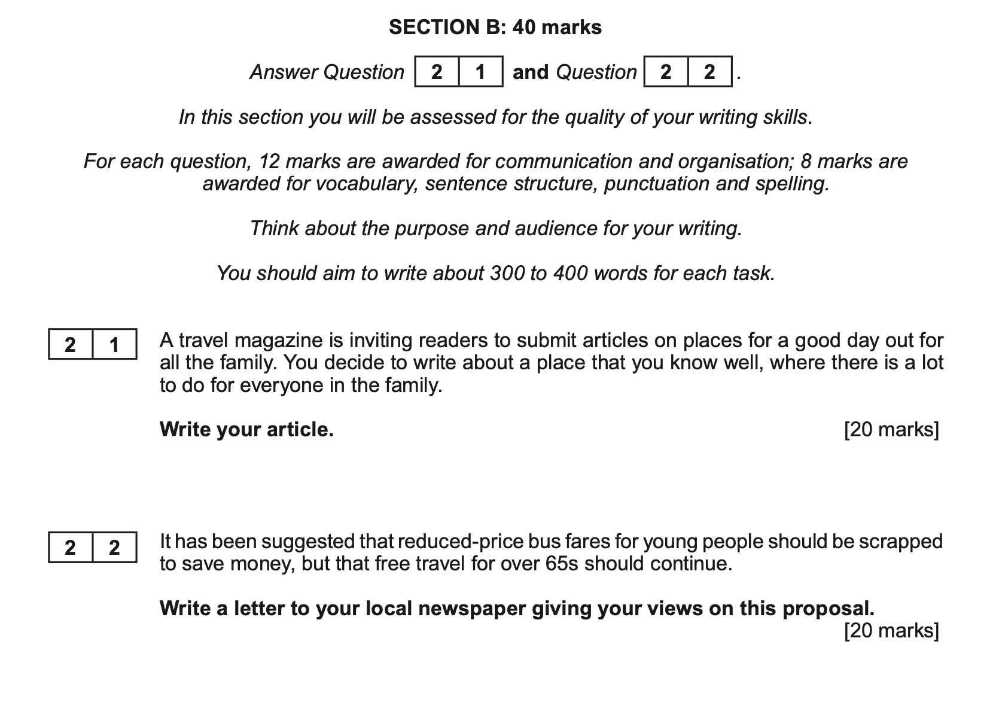 SECTION B: 40 marks
Answer Question 2 1 and Question 2 2 .
In this section you will be assessed for the quality of your writing skills.
For each question, 12 marks are awarded for communication and organisation; 8 marks are
awarded for vocabulary, sentence structure, punctuation and spelling.
Think about the purpose and audience for your writing.
You should aim to write about 300 to 400 words for each task.
2 1 A travel magazine is inviting readers to submit articles on places for a good day out for
all the family. You decide to write about a place that you know well, where there is a lot
to do for everyone in the family.
Write your article. [20 marks]
2 2 It has been suggested that reduced-price bus fares for young people should be scrapped
to save money, but that free travel for over 65s should continue.
Write a letter to your local newspaper giving your views on this proposal.
[20 marks]